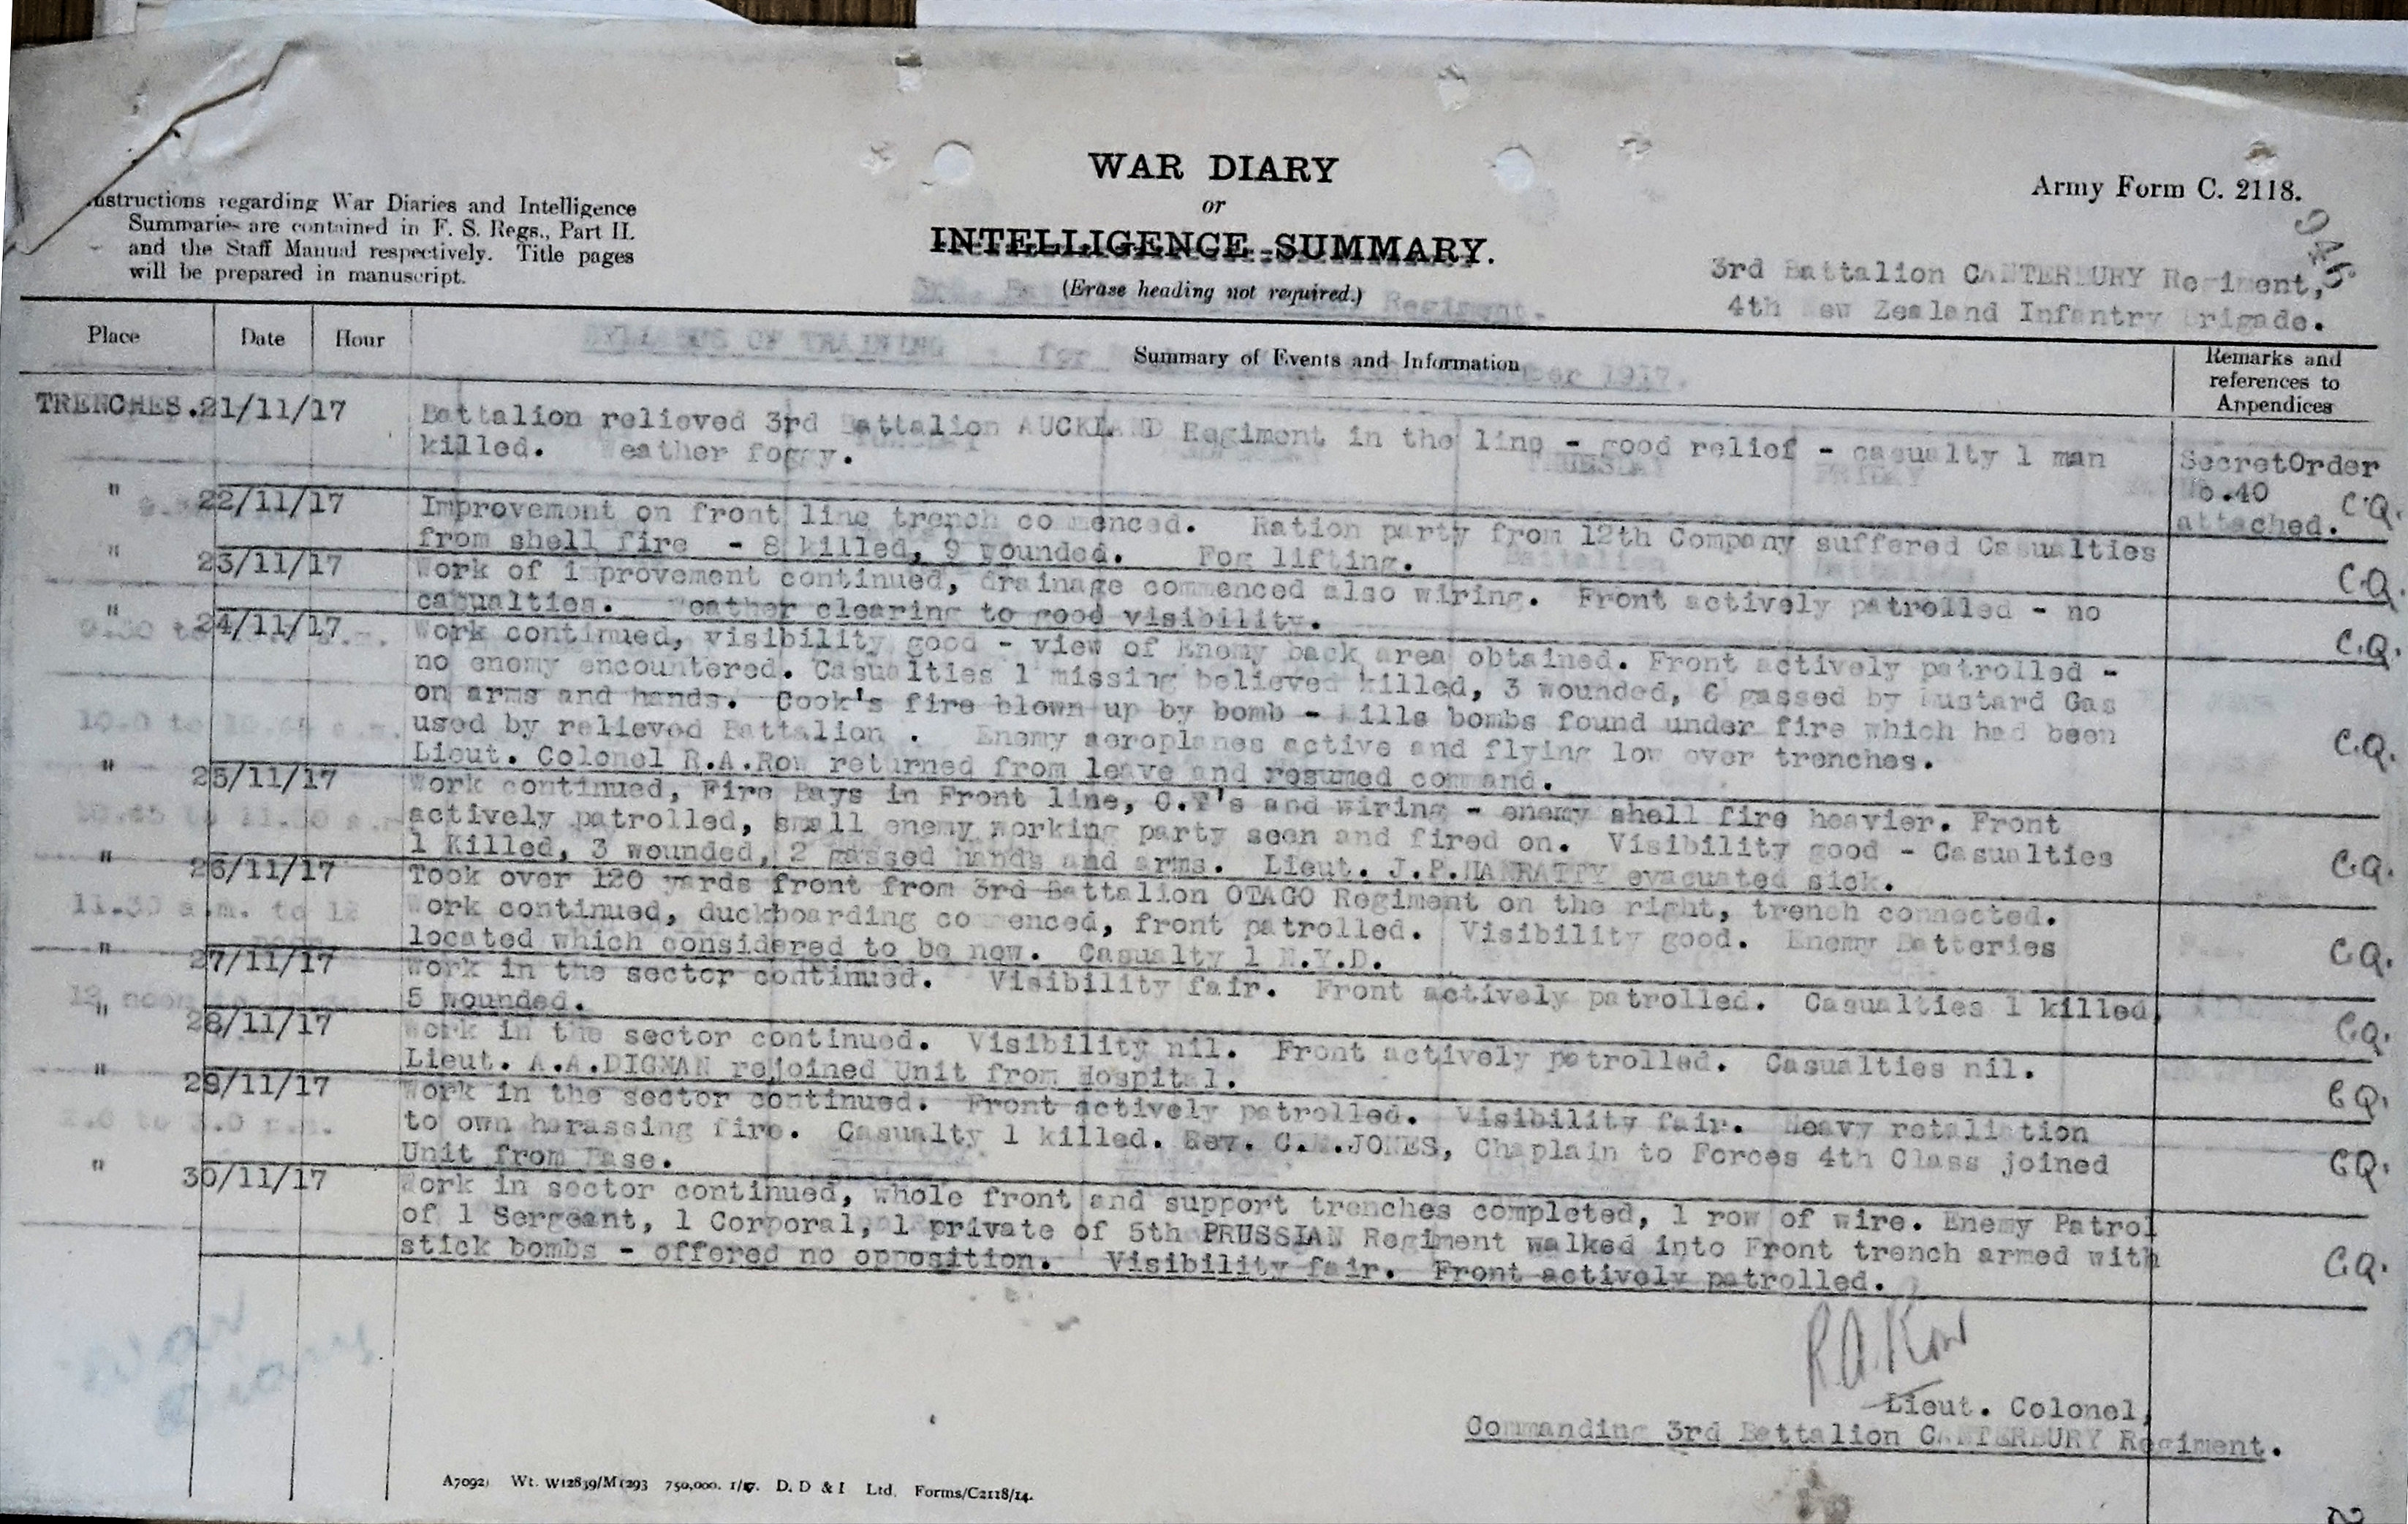 WAR DIARY
or
INTELLIGENCE SUMMARY.
(Erase heading not required.)
Army Form C. 2118.
946
Instructions regarding War Diaries and Intelligence
Summaries are contained in F. S. Regs., Part II.
and the Staff Manual respectively. Title pages
will be prepared in manuscript.
3rd Battalion CANTERBURY Regiment,
4th New Zealand Infantry Brigade.
Place Date Hour Summary of Events and Information Remarks and references to Appendices
TRENCHES. 21/11/17 Battalion relieved 3rd Battalion AUCKLAND Regiment in the line - good relief - casualty 1 man
killed. Weather foggy.
SecretOrder
No.40
attached. C.Q.
" 22/11/17 Improvement on front line trench commenced. Ration party from 12th Company suffered Casualties
from shell fire - 8 killed, 9 wounded. Fog lifting. C.Q.
" 23/11/17 Work of improvement continued, drainage commenced also wiring. Front actively patrolled - no
casualties. Weather clearing to good visibility. C.Q.
" 24/11/17 Work continued, visibility good - view of Enemy back area obtained. Front actively patrolled -
no enemy encountered. Casualties 1 missing believed killed, 3 wounded, 6 gassed by Mustard Gas
on arms and hands. Cook's fire blown up by bomb - Mills bombs found under fire which had been
used by relieved Battalion . Enemy aeroplanes active and flying low over trenches.
Lieut. Colonel R.A.Row returned from leave and resumed command. C.Q.
" 25/11/17 Work continued, Fire Bays in Front line, C.T's and wiring - enemy shell fire heavier. Front
actively patrolled, small enemy working party seen and fired on. Visibility good - Casualties
1 Killed, 3 wounded, 2 gassed hands and arms. Lieut. J.P.HANRATTY evacuated sick. C.Q.
" 26/11/17 Took over 120 yards front from 3rd Battalion OTAGO Regiment on the right, trench connected.
Work continued, duckboarding commenced, front patrolled. Visibility good. Enemy Batteries
located which considered to be new. Casualty 1 N.Y.D. C.Q.
" 27/11/17 Work in the sector continued. Visibility fair. Front actively patrolled. Casualties 1 killed,
5 wounded. C.Q.
" 28/11/17 Work in the sector continued. Visibility nil. Front actively patrolled. Casualties nil.
Lieut. A.A.DIGNAN rejoined Unit from Hospital. C.Q.
" 29/11/17 Work in the sector continued. Front actively patrolled. Visibility fair. Heavy retaliation
to own harassing fire. Casualty 1 killed. Rev. JONES, Chaplain to Forces 4th Class joined
Unit from Base. C.Q.
" 30/11/17 Work in sector continued, whole front and support trenches completed, 1 row of wire. Enemy Patrol
of 1 Sergeant, 1 Corporal, 1 private of 5th PRUSSIAN Regiment walked into Front trench armed with
stick bombs - offered no opposition. Visibility fair. Front actively patrolled. C.Q.
R.A.Row
Lieut. Colonel,
Commanding 3rd Battalion CANTERBURY Regiment.
A7092. Wt. W12839/M1293 750,000. 1/17. D. D & I Ltd. Forms/C2118/14.